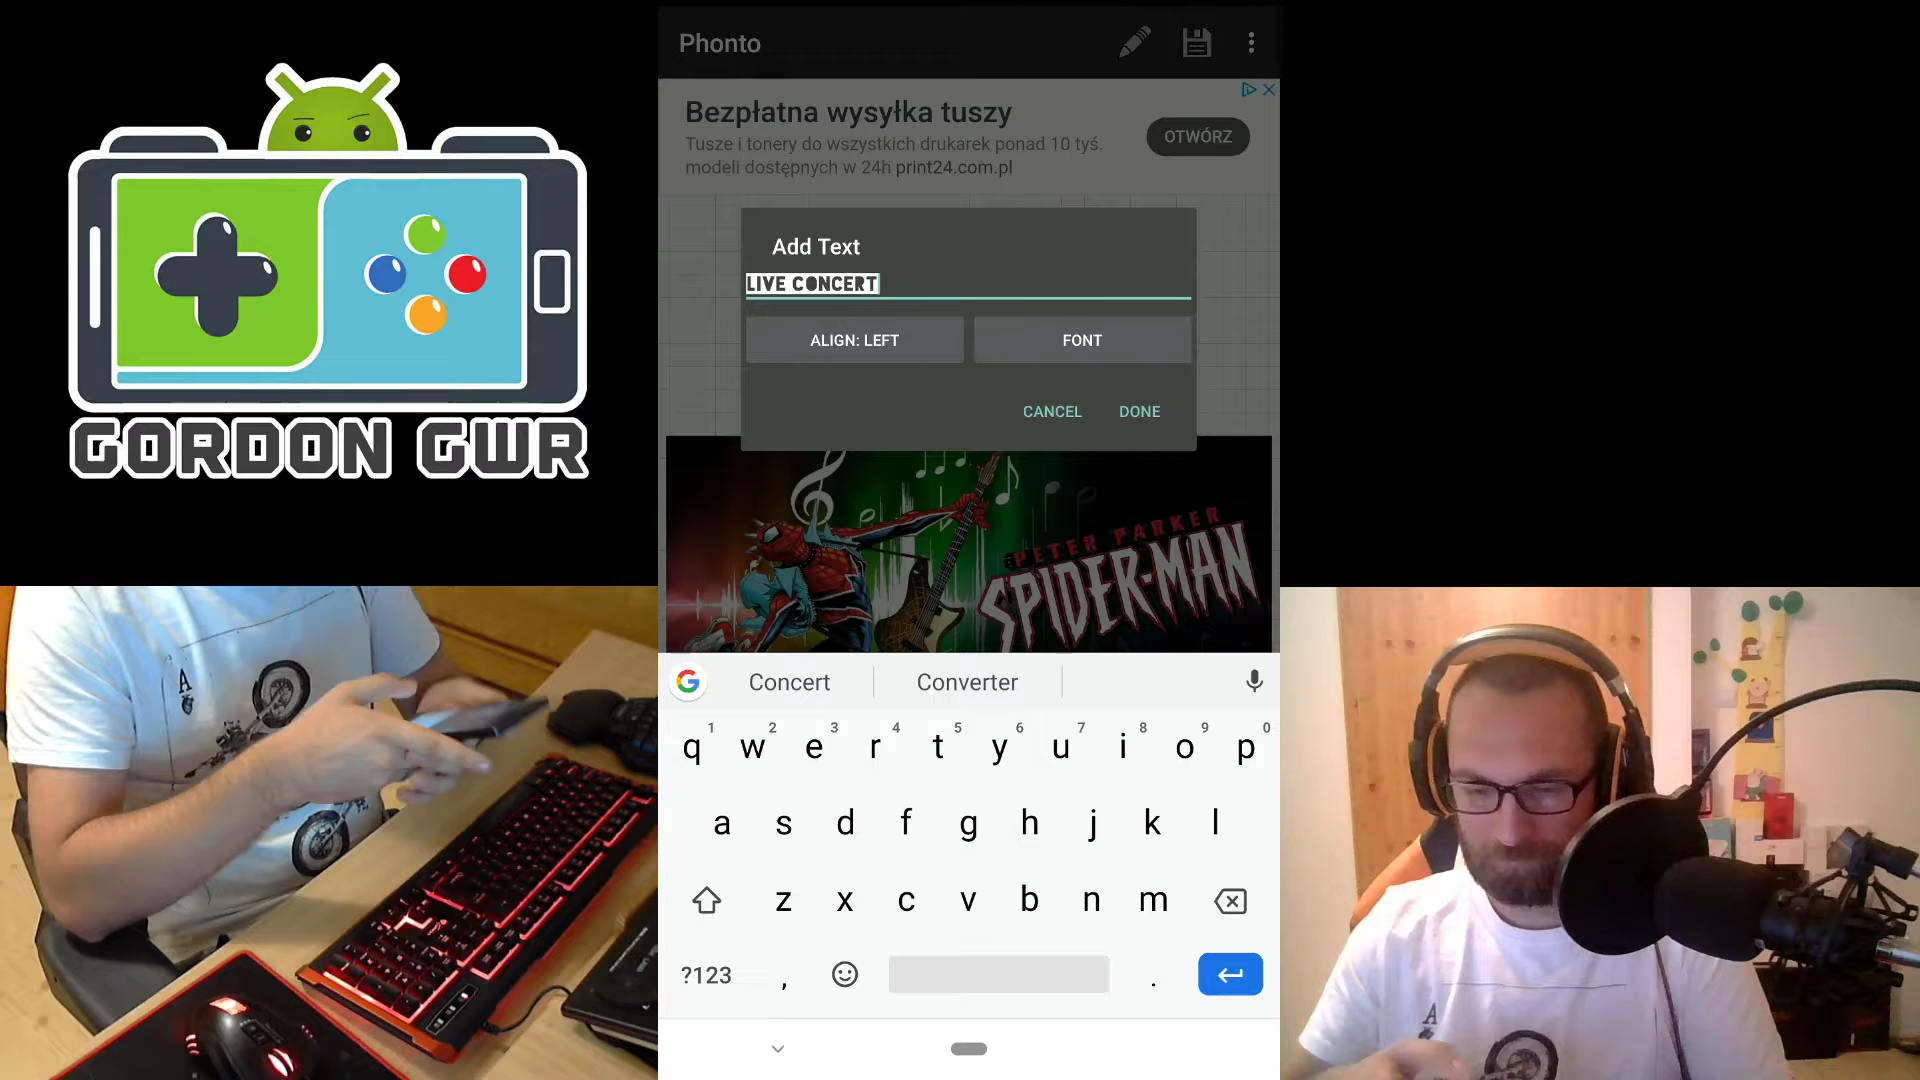 GORDON GWR
Phonto
Bezpłatna wysyłka tuszy
Tusze i tonery do wszystkich drukarek ponad 10 tyś.
modeli dostępnych w 24h print24.com.pl
OTWÓRZ
Add Text
LIVE CONCERT
ALIGN: LEFT
FONT
CANCEL
DONE
PETER PARKER
SPIDER-MAN
G
Concert
Converter
1 2 3 4 5 6 7 8 9 0
q w e r t y u i o p
a s d f g h j k l
z x c v b n m
?123 , .
A
A